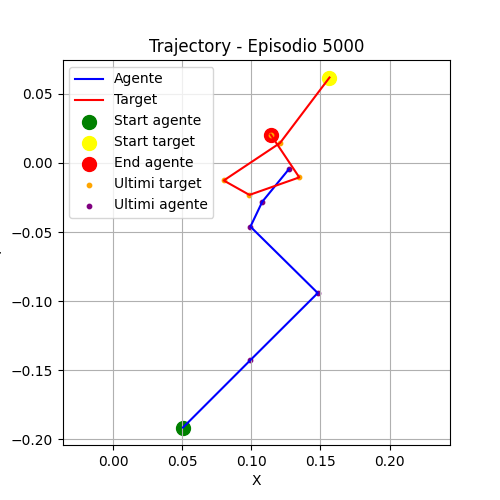 Trajectory - Episodio 5000
Agente
Target
Start agente
Start target
End agente
Ultimi target
Ultimi agente
0.05
0.00
−0.05
−0.10
−0.15
−0.20
0.00 0.05 0.10 0.15 0.20
X